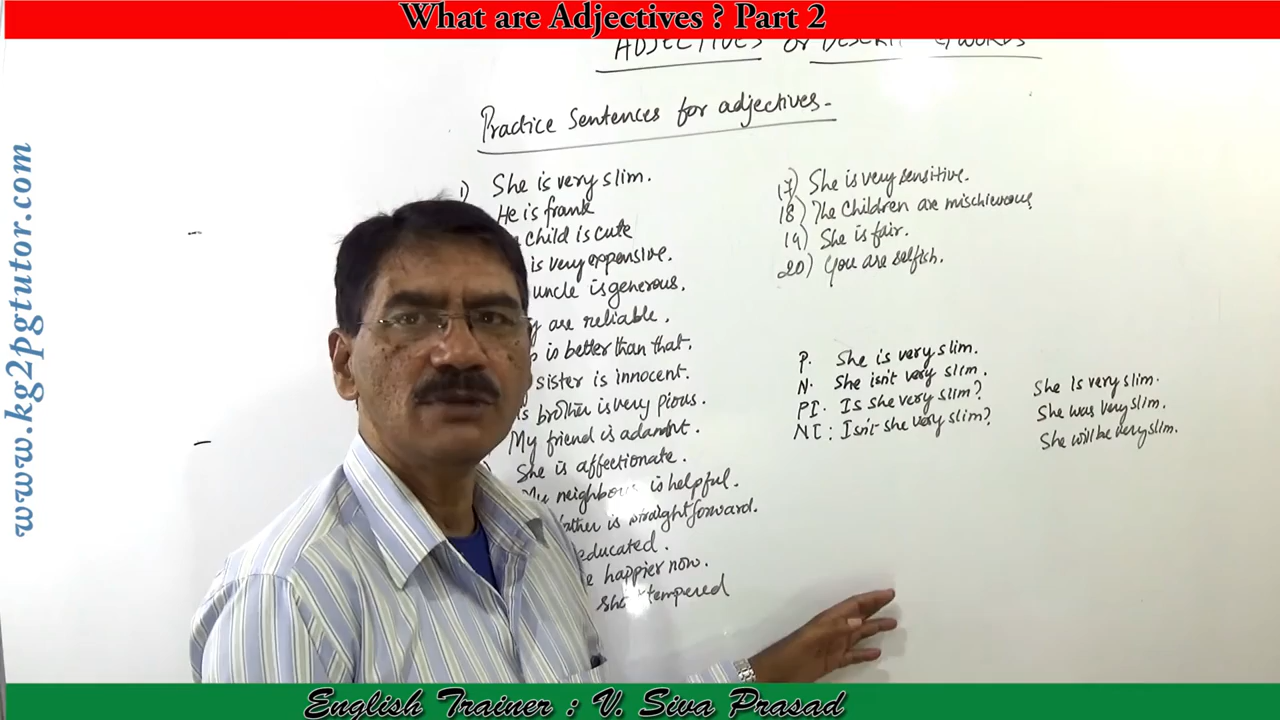 What are Adjectives ? Part 2
ADJECTIVES or
WORDS
www.kg2pgtutor.com
Practice Sentences for adjectives-
1) She is very slim.
He is frank
child is cute
is very expensive.
uncle is generous.
are reliable.
is better than that.
sister is innocent.
brother is very pious.
My friend is adamant.
She is affectionate.
My neighbour is helpful.
is straightforward.
educated.
happier now.
tempered
17) She is very sensitive.
18) The children are mischievous
19) She is fair.
20) You are selfish.
P. She is very slim.
N. She isn't very slim.
PI. Is she very slim?
NI: Isn't she very slim?
She is very slim.
She was very slim.
She will be very slim.
English Trainer : V. Siva Prasad